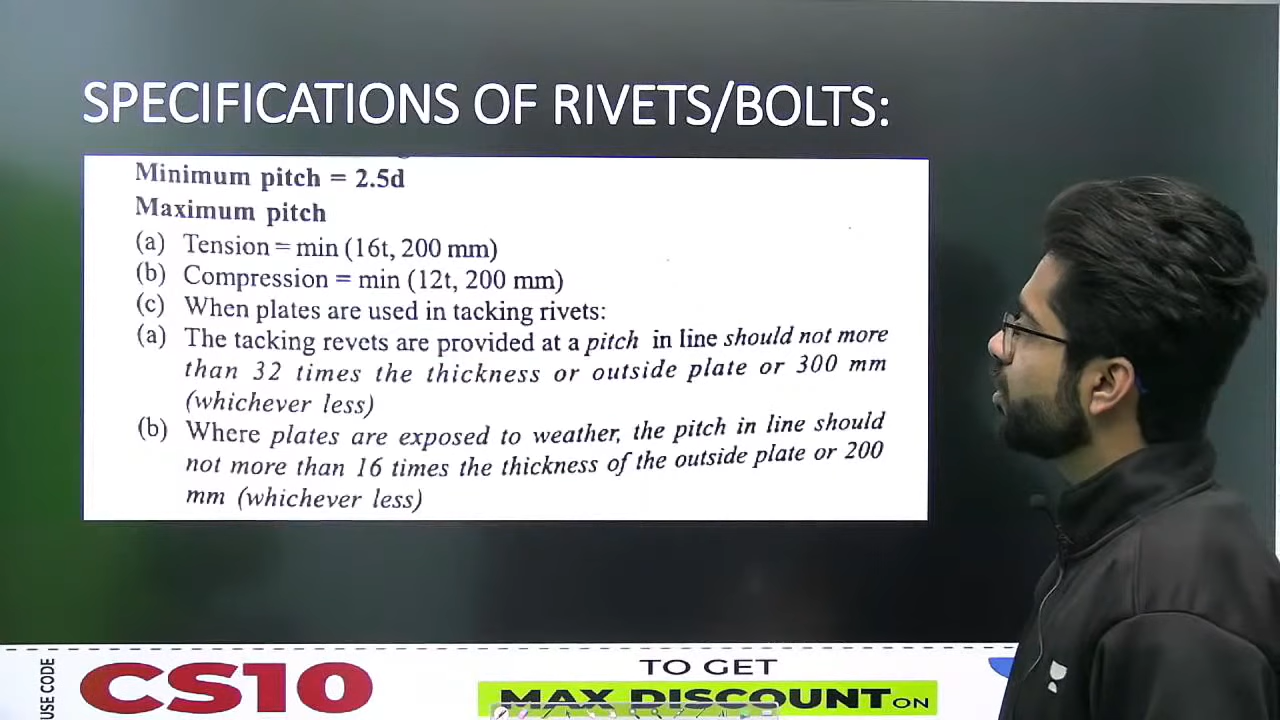 SPECIFICATIONS OF RIVETS/BOLTS:
Minimum pitch = 2.5d
Maximum pitch
(a) Tension = min (16t, 200 mm)
(b) Compression = min (12t, 200 mm)
(c) When plates are used in tacking rivets:
(a) The tacking revets are provided at a pitch in line should not more
than 32 times the thickness or outside plate or 300 mm
(whichever less)
(b) Where plates are exposed to weather, the pitch in line should
not more than 16 times the thickness of the outside plate or 200
mm (whichever less)
USE CODE
CS10
TO GET
MAX DISCOUNT ON